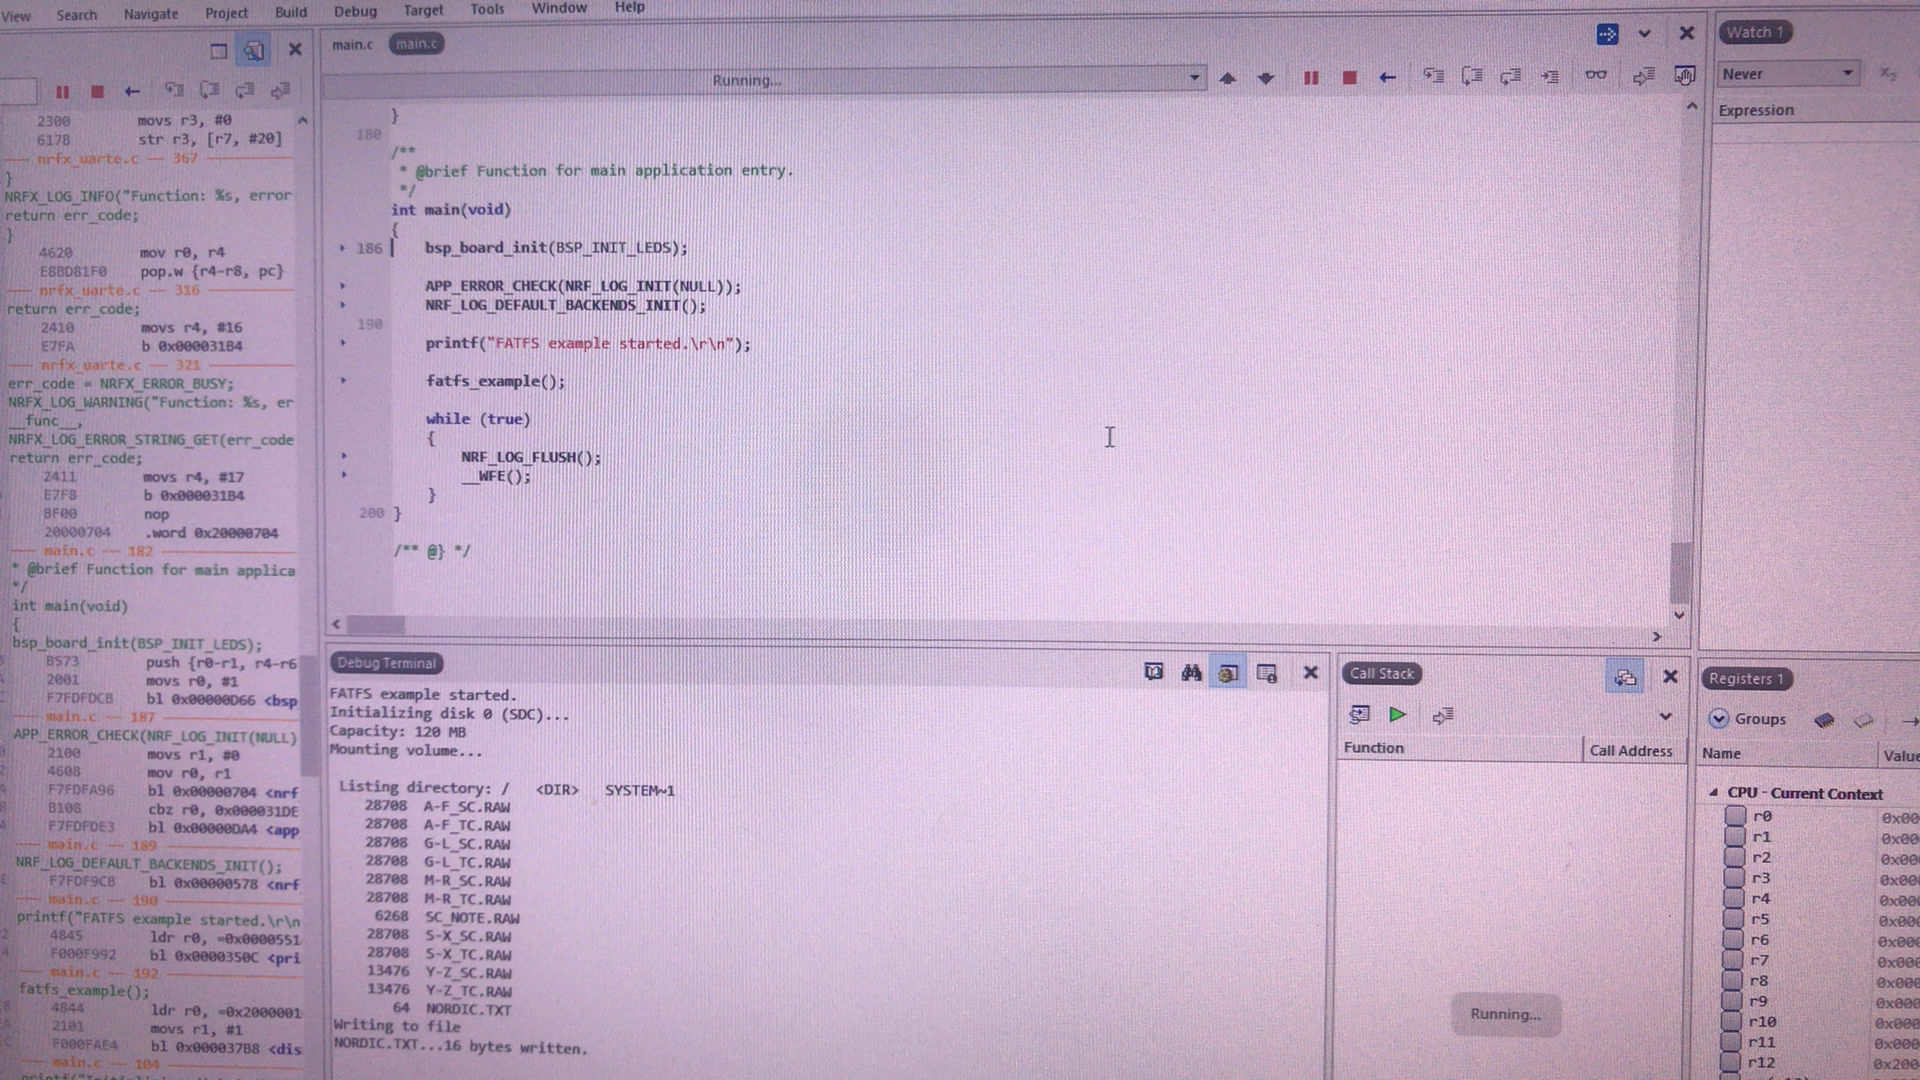 View Search Navigate Project Build Debug Target Tools Window Help
2300 movs r3, #0
617B str r3, [r7, #20]
nrfx_uarte.c — 367
}
NRFX_LOG_INFO("Function: %s, error
return err_code;
}
4620 mov r0, r4
E8BD81F0 pop.w {r4-r8, pc}
nrfx_uarte.c — 316
return err_code;
2410 movs r4, #16
E7FA b 0x000031B4
nrfx_uarte.c — 321
err_code = NRFX_ERROR_BUSY;
NRFX_LOG_WARNING("Function: %s, er
__func__,
NRFX_LOG_ERROR_STRING_GET(err_code
return err_code;
2411 movs r4, #17
E7F8 b 0x000031B4
BF00 nop
20000704 .word 0x20000704
main.c — 182
* @brief Function for main applica
*/
int main(void)
{
bsp_board_init(BSP_INIT_LEDS);
B573 push {r0-r1, r4-r6
2001 movs r0, #1
F7FDFDCB bl 0x00000D66 <bsp
main.c — 187
APP_ERROR_CHECK(NRF_LOG_INIT(NULL)
2100 movs r1, #0
4608 mov r0, r1
F7FDFA96 bl 0x00000704 <nrf
B108 cbz r0, 0x000031DE
F7FDFDE3 bl 0x00000DA4 <app
main.c — 189
NRF_LOG_DEFAULT_BACKENDS_INIT();
F7FDF9CB bl 0x00000578 <nrf
main.c — 190
printf("FATFS example started.\r\n
4845 ldr r0, =0x0000551
F000F992 bl 0x0000350C <pri
main.c — 192
fatfs_example();
4844 ldr r0, =0x2000001
2101 movs r1, #1
F000FAE4 bl 0x000037B8 <dis
main.c — 104
main.c main.c
Running...
}
180
/**
* @brief Function for main application entry.
*/
int main(void)
{
186 bsp_board_init(BSP_INIT_LEDS);
APP_ERROR_CHECK(NRF_LOG_INIT(NULL));
NRF_LOG_DEFAULT_BACKENDS_INIT();
190
printf("FATFS example started.\r\n");
fatfs_example();
while (true)
{
NRF_LOG_FLUSH();
__WFE();
}
200 }
/** @} */
Debug Terminal
FATFS example started.
Initializing disk 0 (SDC)...
Capacity: 120 MB
Mounting volume...
Listing directory: / <DIR> SYSTEM~1
28708 A-F_SC.RAW
28708 A-F_TC.RAW
28708 G-L_SC.RAW
28708 G-L_TC.RAW
28708 M-R_SC.RAW
28708 M-R_TC.RAW
6268 SC_NOTE.RAW
28708 S-X_SC.RAW
28708 S-X_TC.RAW
13476 Y-Z_SC.RAW
13476 Y-Z_TC.RAW
64 NORDIC.TXT
Writing to file
NORDIC.TXT...16 bytes written.
Call Stack
Function Call Address
Running...
Watch 1
Never
Expression
Registers 1
Groups
Name Value
CPU - Current Context
r0 0x00
r1 0x00
r2 0x00
r3 0x00
r4 0x00
r5 0x00
r6 0x00
r7 0x00
r8 0x00
r9 0x00
r10 0x00
r11 0x00
r12 0x20